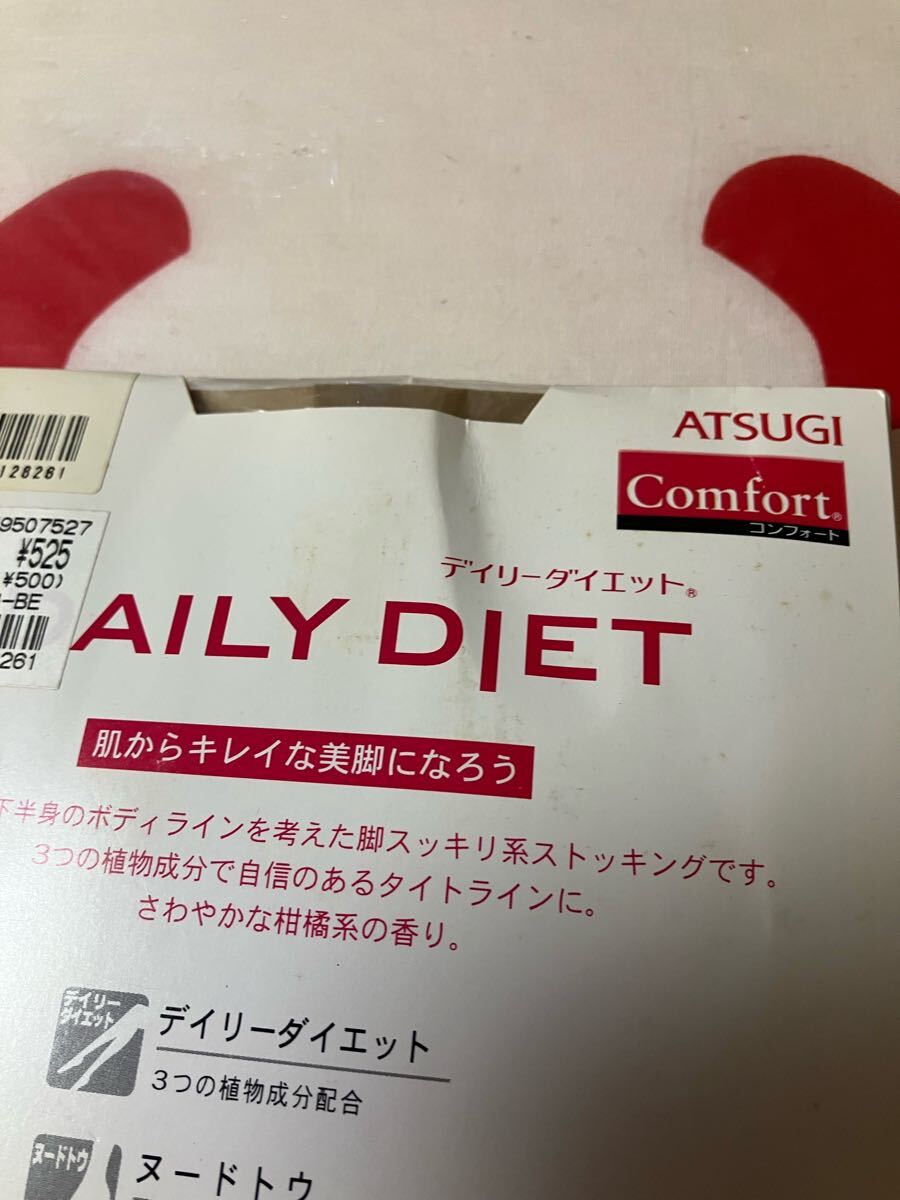 ATSUGI
Comfort®
コンフォート
128261
9507527
¥525
¥500)
-BE
261
デイリーダイエット®
DAILY DIET
肌からキレイな美脚になろう
下半身のボディラインを考えた脚スッキリ系ストッキングです。
3つの植物成分で自信のあるタイトラインに。
さわやかな柑橘系の香り。
デイリー
ダイエット
デイリーダイエット
3つの植物成分配合
ヌードトウ
ヌードトウ